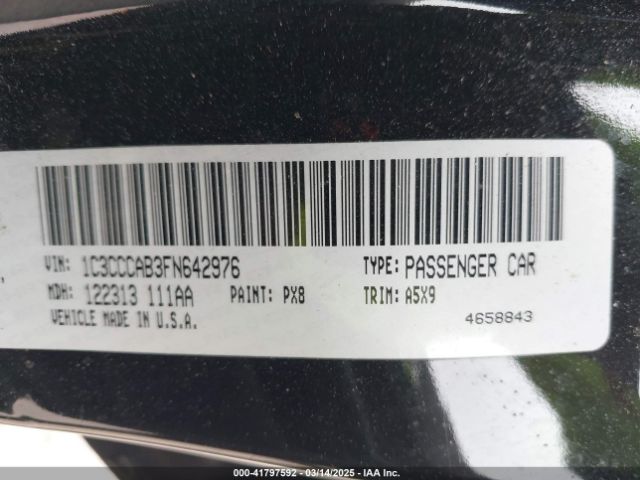 VIN: 1C3CCCAB3FN642976 TYPE: PASSENGER CAR
MDH: 122313 111AA PAINT: PX8 TRIM: A5X9
VEHICLE MADE IN U.S.A. 4658843
000-41797592 - 03/14/2025 - IAA Inc.